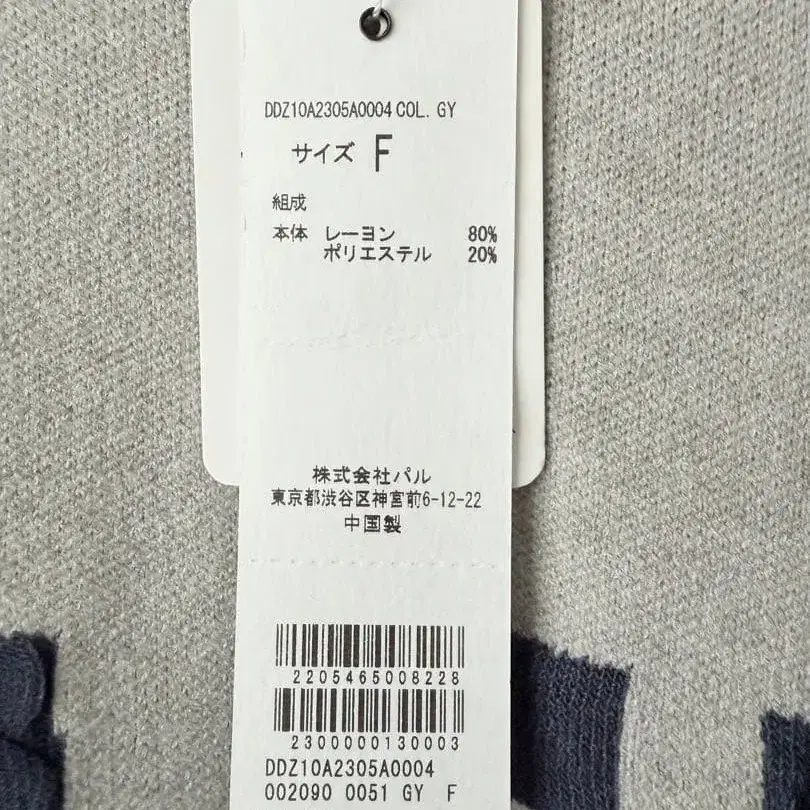 DDZ10A2305A0004 COL. GY
サイズ F
組成
本体 レーヨン 80%
ポリエステル 20%
株式会社パル
東京都渋谷区神宮前6-12-22
中国製
2205465008228
2300000130003
DDZ10A2305A0004
002090 0051 GY F